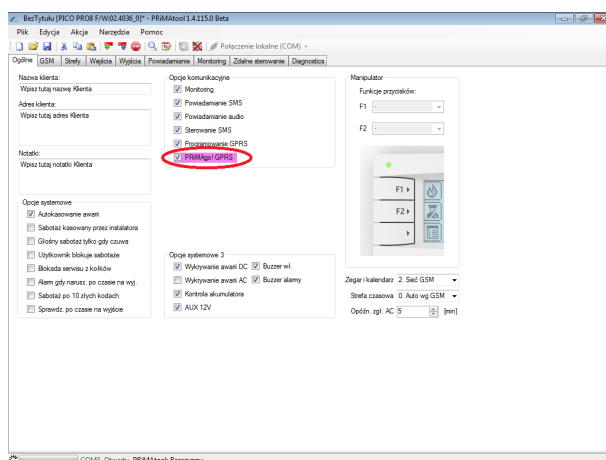 BezTytułu [PICO PRO8 F/W:02.4036_0]* - PRiMAtool 1.4.115.0 Beta
Plik Edycja Akcja Narzędzia Pomoc
Połączenie lokalne (COM)
Ogólne GSM Strefy Wejścia Wyjścia Powiadamianie Monitoring Zdalne sterowanie Diagnostics
Nazwa klienta:
Wpisz tutaj nazwę Klienta
Adres klienta:
Wpisz tutaj adres Klienta
Notatki:
Wpisz tutaj notatki Klienta
Opcje systemowe
Autokasowanie awarii
Sabotaż kasowany przez instalatora
Głośny sabotaż tylko gdy czuwa
Użytkownik blokuje sabotaże
Blokada serwisu z kołków
Alarm gdy narusz. po czasie na wyj.
Sabotaż po 10 złych kodach
Sprawdz. po czasie na wyjście
Opcje komunikacyjne
Monitoring
Powiadamianie SMS
Powiadamianie audio
Sterowanie SMS
Programowanie GPRS
PRiMAgo! GPRS
Opcje systemowe 3
Wykrywanie awarii DC Buzzer wł.
Wykrywanie awarii AC Buzzer alarmy
Kontrola akumulatora
AUX 12V
Manipulator
Funkcje przycisków:
F1 -
F2 -
F1
F2
Zegar i kalendarz 2. Sieć GSM
Strefa czasowa 0. Auto wg GSM
Opóźn. zgł. AC 5 [min]